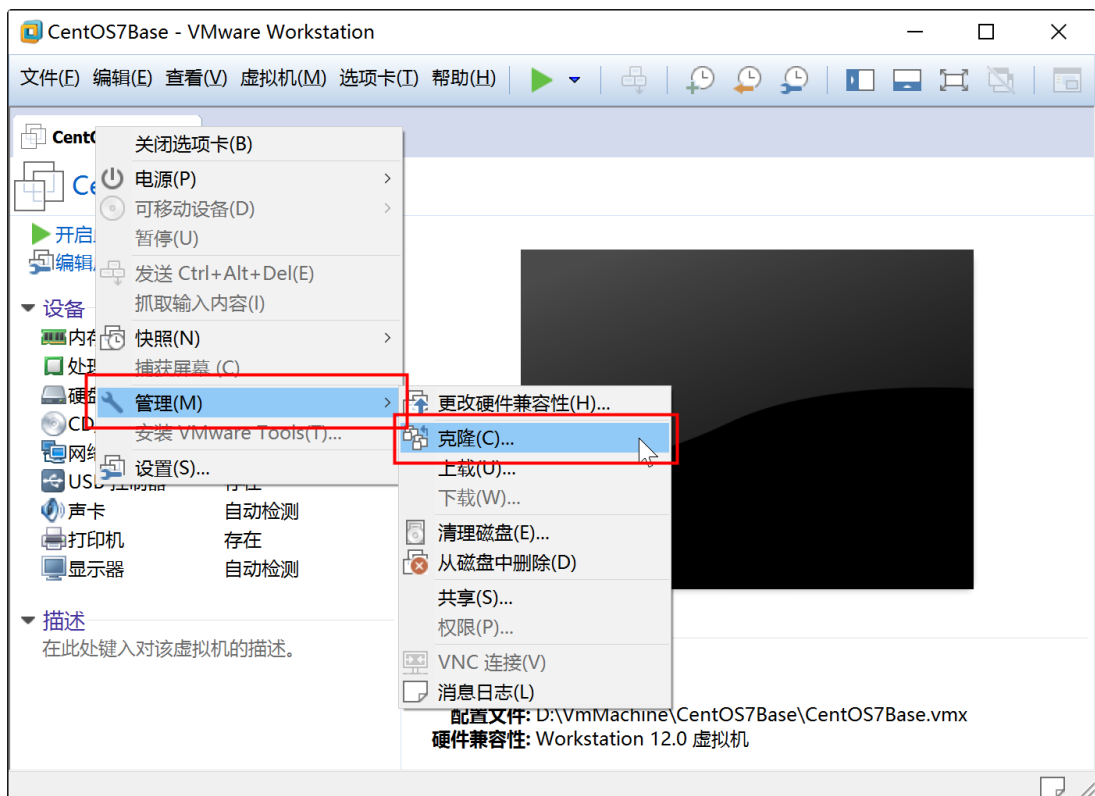 CentOS7Base - VMware Workstation
文件(F) 编辑(E) 查看(V) 虚拟机(M) 选项卡(T) 帮助(H)
关闭选项卡(B)
电源(P)
可移动设备(D)
暂停(U)
开启
编辑
发送 Ctrl+Alt+Del(E)
抓取输入内容(I)
设备
快照(N)
捕获屏幕 (C)
硬盘
管理(M)
更改硬件兼容性(H)...
CD
安装 VMware Tools(T)...
克隆(C)...
网络
设置(S)...
上载(U)...
USB 控制器 存在
下载(W)...
声卡 自动检测
清理磁盘(E)...
打印机 存在
从磁盘中删除(D)
显示器 自动检测
共享(S)...
描述
权限(P)...
在此处键入对该虚拟机的描述。
VNC 连接(V)
消息日志(L)
配置文件: D:\VmMachine\CentOS7Base\CentOS7Base.vmx
硬件兼容性: Workstation 12.0 虚拟机